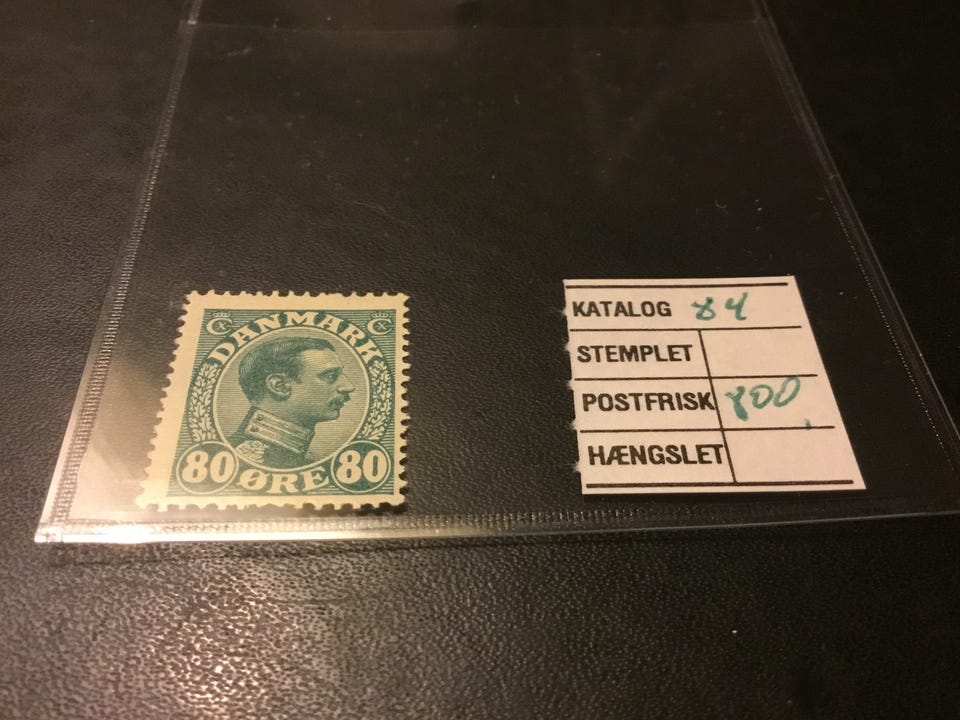 DANMARK
80 ØRE 80
KATALOG 84
STEMPLET
POSTFRISK 800
HÆNGSLET